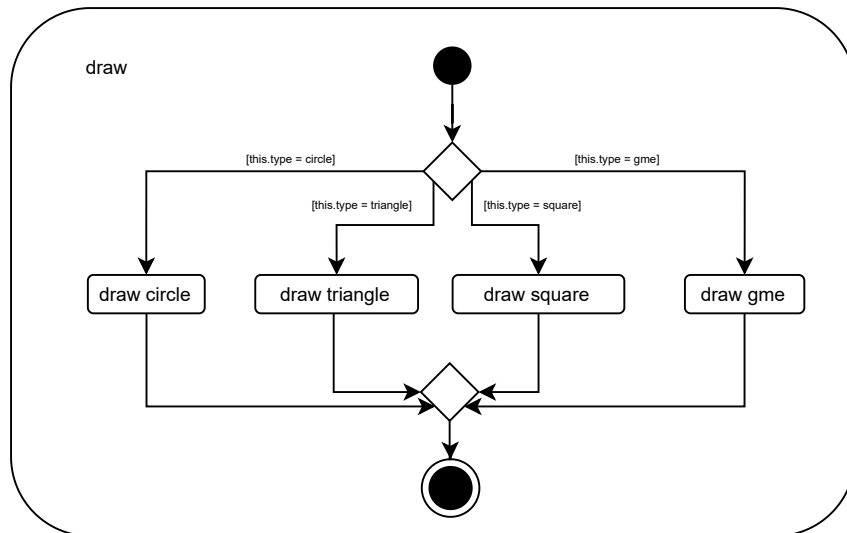 draw
[this.type = circle]
[this.type = gme]
[this.type = triangle]
[this.type = square]
draw circle
draw triangle
draw square
draw gme